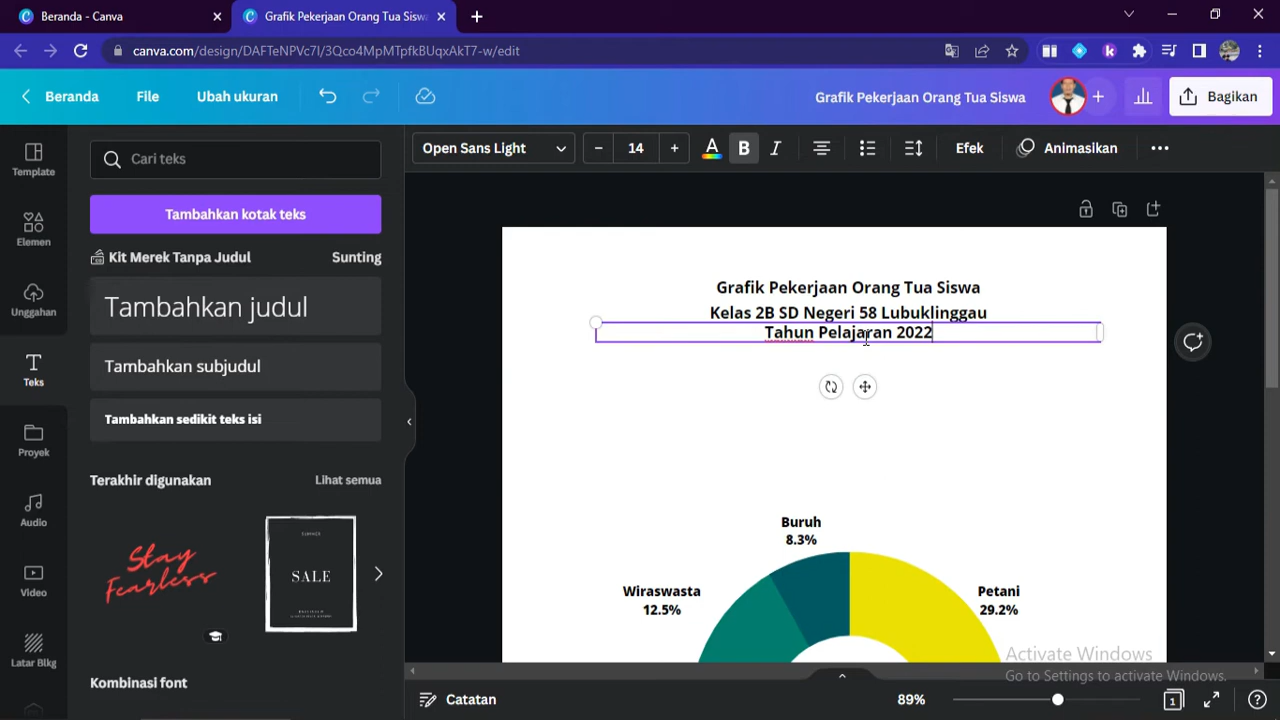 Beranda - Canva
Grafik Pekerjaan Orang Tua Sisw
canva.com/design/DAFTeNPVc7I/3Qco4MpMTpfkBUqxAkT7-w/edit
Beranda
File
Ubah ukuran
Grafik Pekerjaan Orang Tua Siswa
Bagikan
Template
Elemen
Unggahan
Teks
Proyek
Audio
Video
Latar Blkg
Cari teks
Tambahkan kotak teks
Kit Merek Tanpa Judul
Sunting
Tambahkan judul
Tambahkan subjudul
Tambahkan sedikit teks isi
Terakhir digunakan
Lihat semua
Stay
Fearless
SALE
Kombinasi font
Open Sans Light
14
A
B
I
Efek
Animasikan
Grafik Pekerjaan Orang Tua Siswa
Kelas 2B SD Negeri 58 Lubuklinggau
Tahun Pelajaran 2022
Buruh
8.3%
Wiraswasta
12.5%
Petani
29.2%
Activate Windows
Go to Settings to activate Windows.
Catatan
89%
1